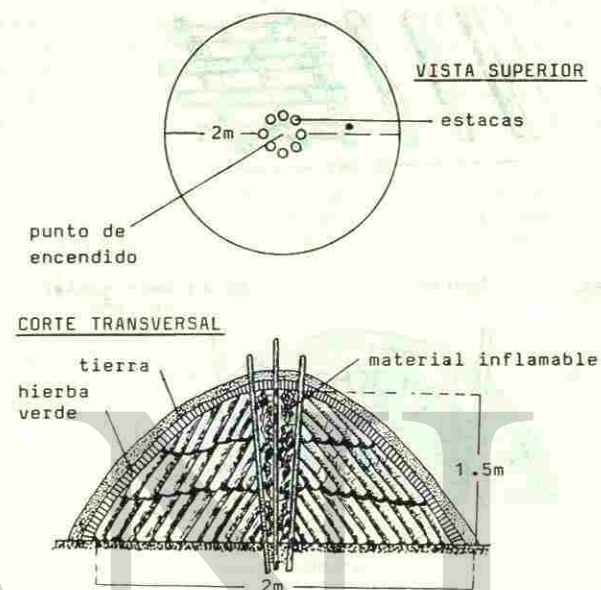 VISTA SUPERIOR
2m
estacas
punto de
encendido
CORTE TRANSVERSAL
tierra
material inflamable
hierba
verde
1.5m
2m